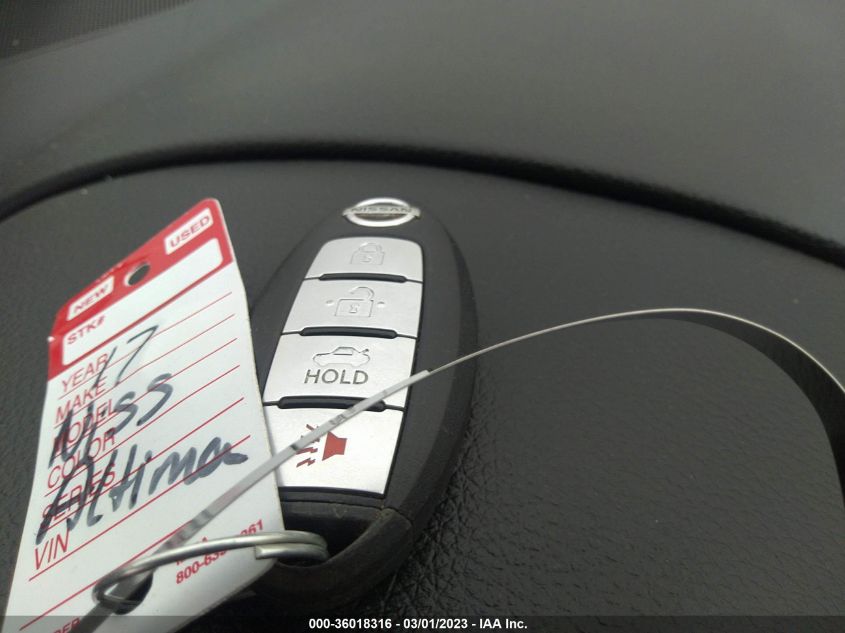 NISSAN
HOLD
NEW
USED
STK#
YEAR 17
MAKE
MODEL Niss
COLOR
SERIES Altima
VIN
000-36018316 - 03/01/2023 - IAA Inc.